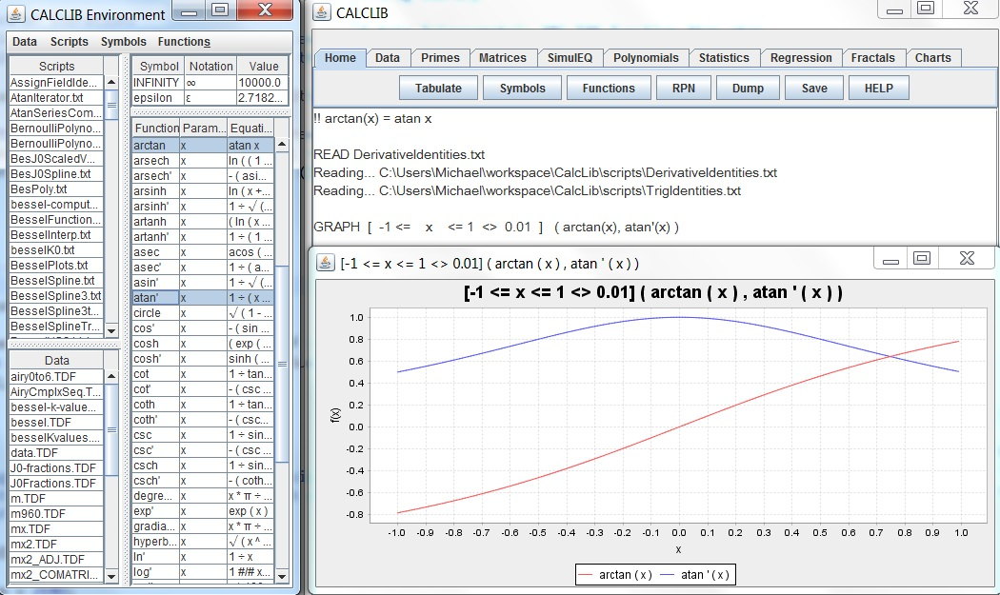 CALCLIB Environment
Data Scripts Symbols Functions
Scripts
AssignFieldIde...
AtanIterator.txt
AtanSeriesCom...
BernoulliPolyno...
BernoulliPolyno...
BesJ0ScaledV...
BesJ0Spline.txt
BesPoly.txt
bessel-comput...
BesselFunction...
BesselInterp.txt
besselK0.txt
BesselPlots.txt
BesselSpline.txt
BesselSpline3.txt
BesselSpline3t...
BesselSplineTr...
Data
airy0to6.TDF
AiryCmplxSeq.T...
bessel-k-value...
bessel.TDF
besselKvalues....
data.TDF
J0-fractions.TDF
J0Fractions.TDF
m.TDF
m960.TDF
mx.TDF
mx2.TDF
mx2_ADJ.TDF
mx2_COMATRI...
Symbol Notation Value
INFINITY ∞ 10000.0
epsilon ε 2.7182...
Function Param... Equati...
arctan x atan x
arsech x ln ( ( 1 ...
arsech' x - ( asi...
arsinh x ln ( x +...
arsinh' x 1 ÷ √ (...
artanh x ( ln ( x ...
artanh' x 1 ÷ ( 1 ...
asec x acos ( ...
asec' x 1 ÷ ( a...
asin' x 1 ÷ √ (...
atan' x 1 ÷ ( x ...
circle x √ ( 1 - ...
cos' x - ( sin ...
cosh x ( exp ( ...
cosh' x sinh ( ...
cot x 1 ÷ tan...
cot' x - ( csc ...
coth x 1 ÷ tan...
coth' x - ( csc...
csc x 1 ÷ sin...
csc' x - ( csc ...
csch x 1 ÷ sin...
csch' x - ( coth...
degre... x x * π ÷ ...
exp' x exp ( x )
gradia... x x * π ÷ ...
hyperb... x √ ( x ^ ...
ln' x 1 ÷ x
log' x 1 #/# x...
CALCLIB
Home Data Primes Matrices SimulEQ Polynomials Statistics Regression Fractals Charts
Tabulate Symbols Functions RPN Dump Save HELP
!! arctan(x) = atan x
READ DerivativeIdentities.txt
Reading... C:\Users\Michael\workspace\CalcLib\scripts\DerivativeIdentities.txt
Reading... C:\Users\Michael\workspace\CalcLib\scripts\TrigIdentities.txt
GRAPH [ -1 <= x <= 1 <> 0.01 ] ( arctan(x), atan'(x) )
[-1 <= x <= 1 <> 0.01] ( arctan ( x ) , atan ' ( x ) )
[-1 <= x <= 1 <> 0.01] ( arctan ( x ) , atan ' ( x ) )
1.0
0.8
0.6
0.4
0.2
0.0
-0.2
-0.4
-0.6
-0.8
f(x)
-1.0 -0.9 -0.8 -0.7 -0.6 -0.5 -0.4 -0.3 -0.2 -0.1 0.0 0.1 0.2 0.3 0.4 0.5 0.6 0.7 0.8 0.9 1.0
x
arctan ( x ) atan ' ( x )